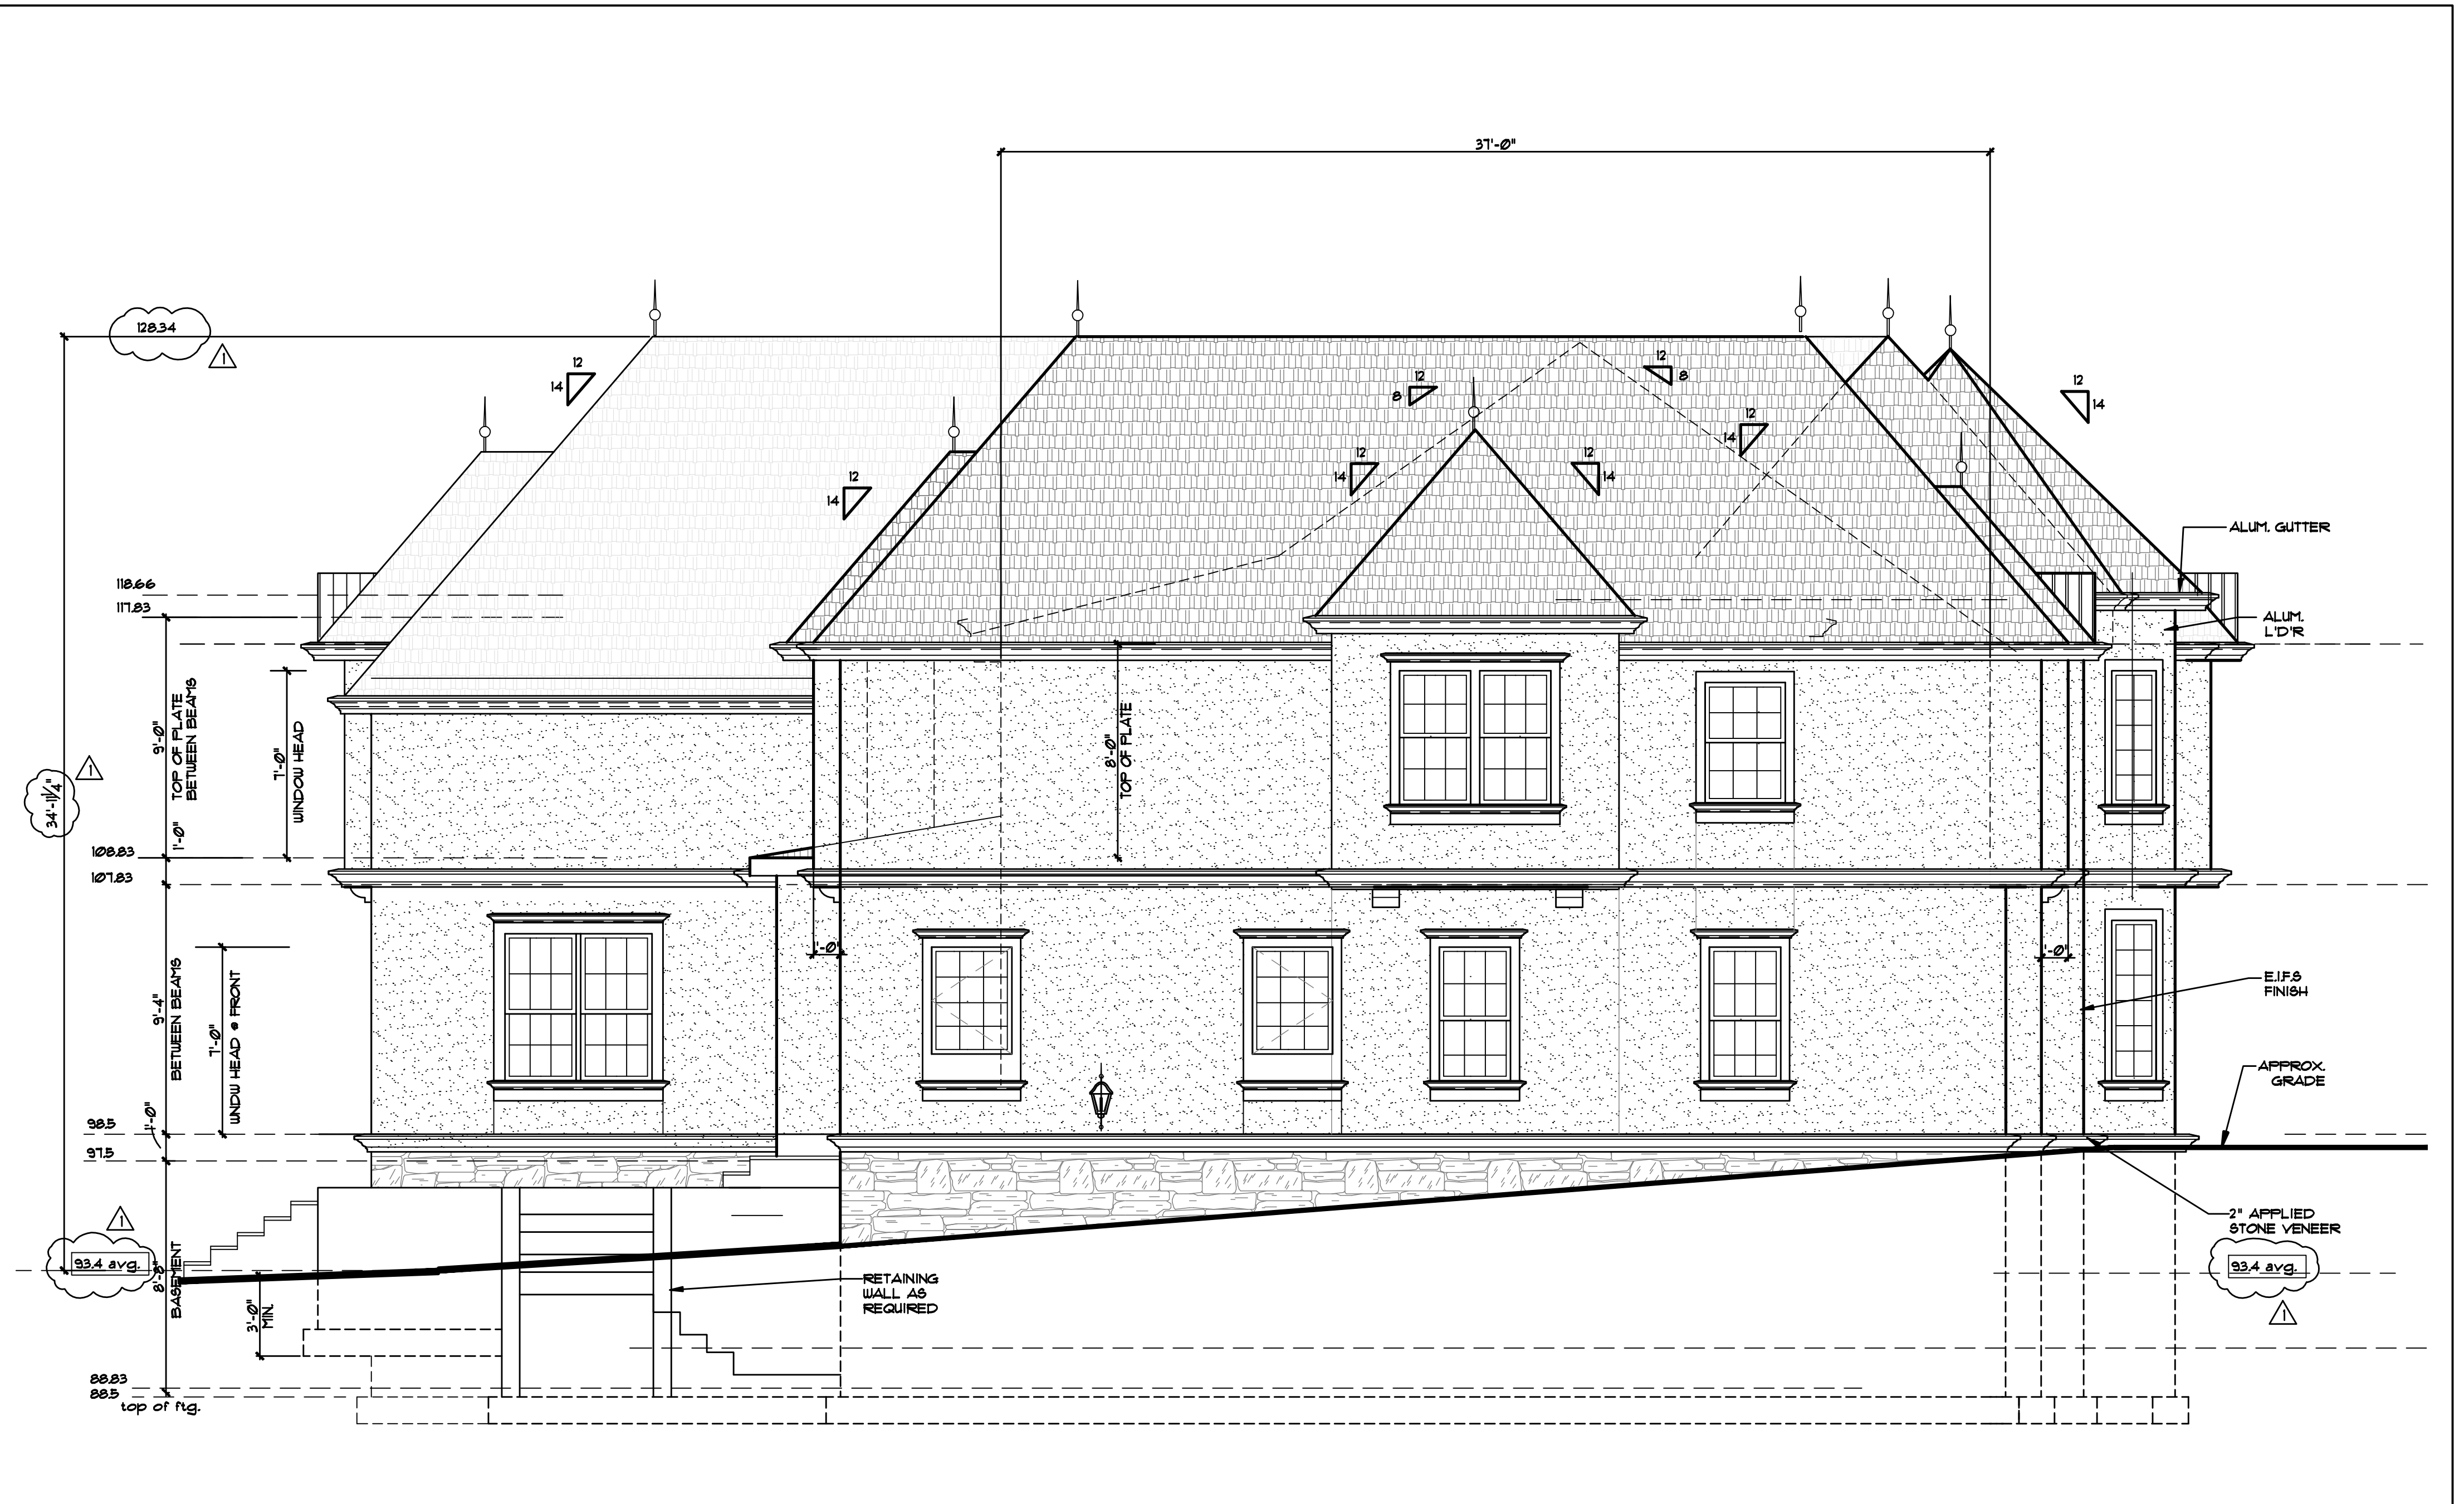 37'-0"
128.34
1
12
14
12
14
12
8
12
8
12
14
12
14
12
14
12
14
ALUM. GUTTER
118.66
117.83
ALUM.
L'D'R
9'-0"
TOP OF PLATE
BETWEEN BEAMS
7'-0"
WINDOW HEAD
8'-0"
TOP OF PLATE
1
34'-11 1/4"
1'-0"
108.83
107.83
9'-4"
BETWEEN BEAMS
7'-0"
WNDW HEAD @ FRONT
'-0"
'-0"
E.I.F.S
FINISH
APPROX.
GRADE
98.5
1'-0"
97.5
2" APPLIED
STONE VENEER
1
93.4 avg.
8'-8"
BASEMENT
93.4 avg.
1
3'-0"
MIN.
RETAINING
WALL AS
REQUIRED
88.83
88.5
top of ftg.